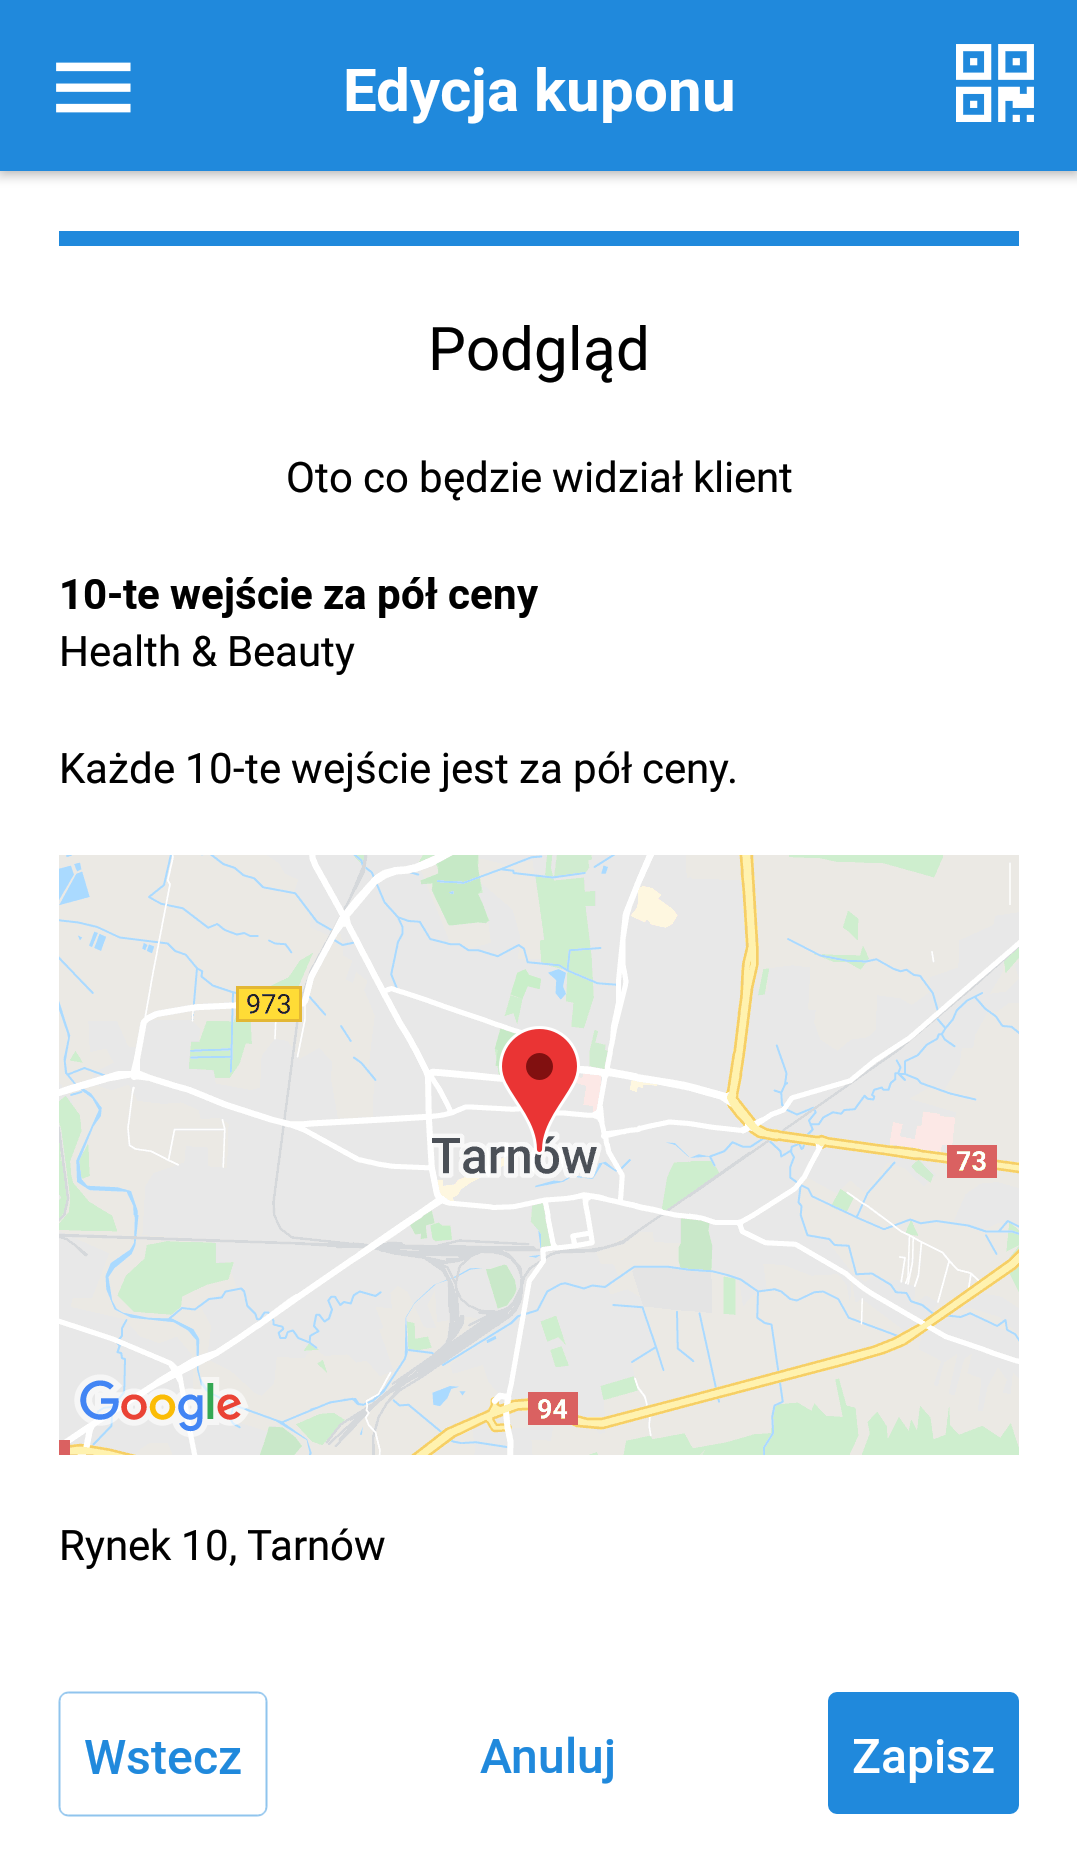 Edycja kuponu
Podgląd
Oto co będzie widział klient
10-te wejście za pół ceny
Health & Beauty
Każde 10-te wejście jest za pół ceny.
973
Tarnów
73
94
Google
Rynek 10, Tarnów
Wstecz
Anuluj
Zapisz